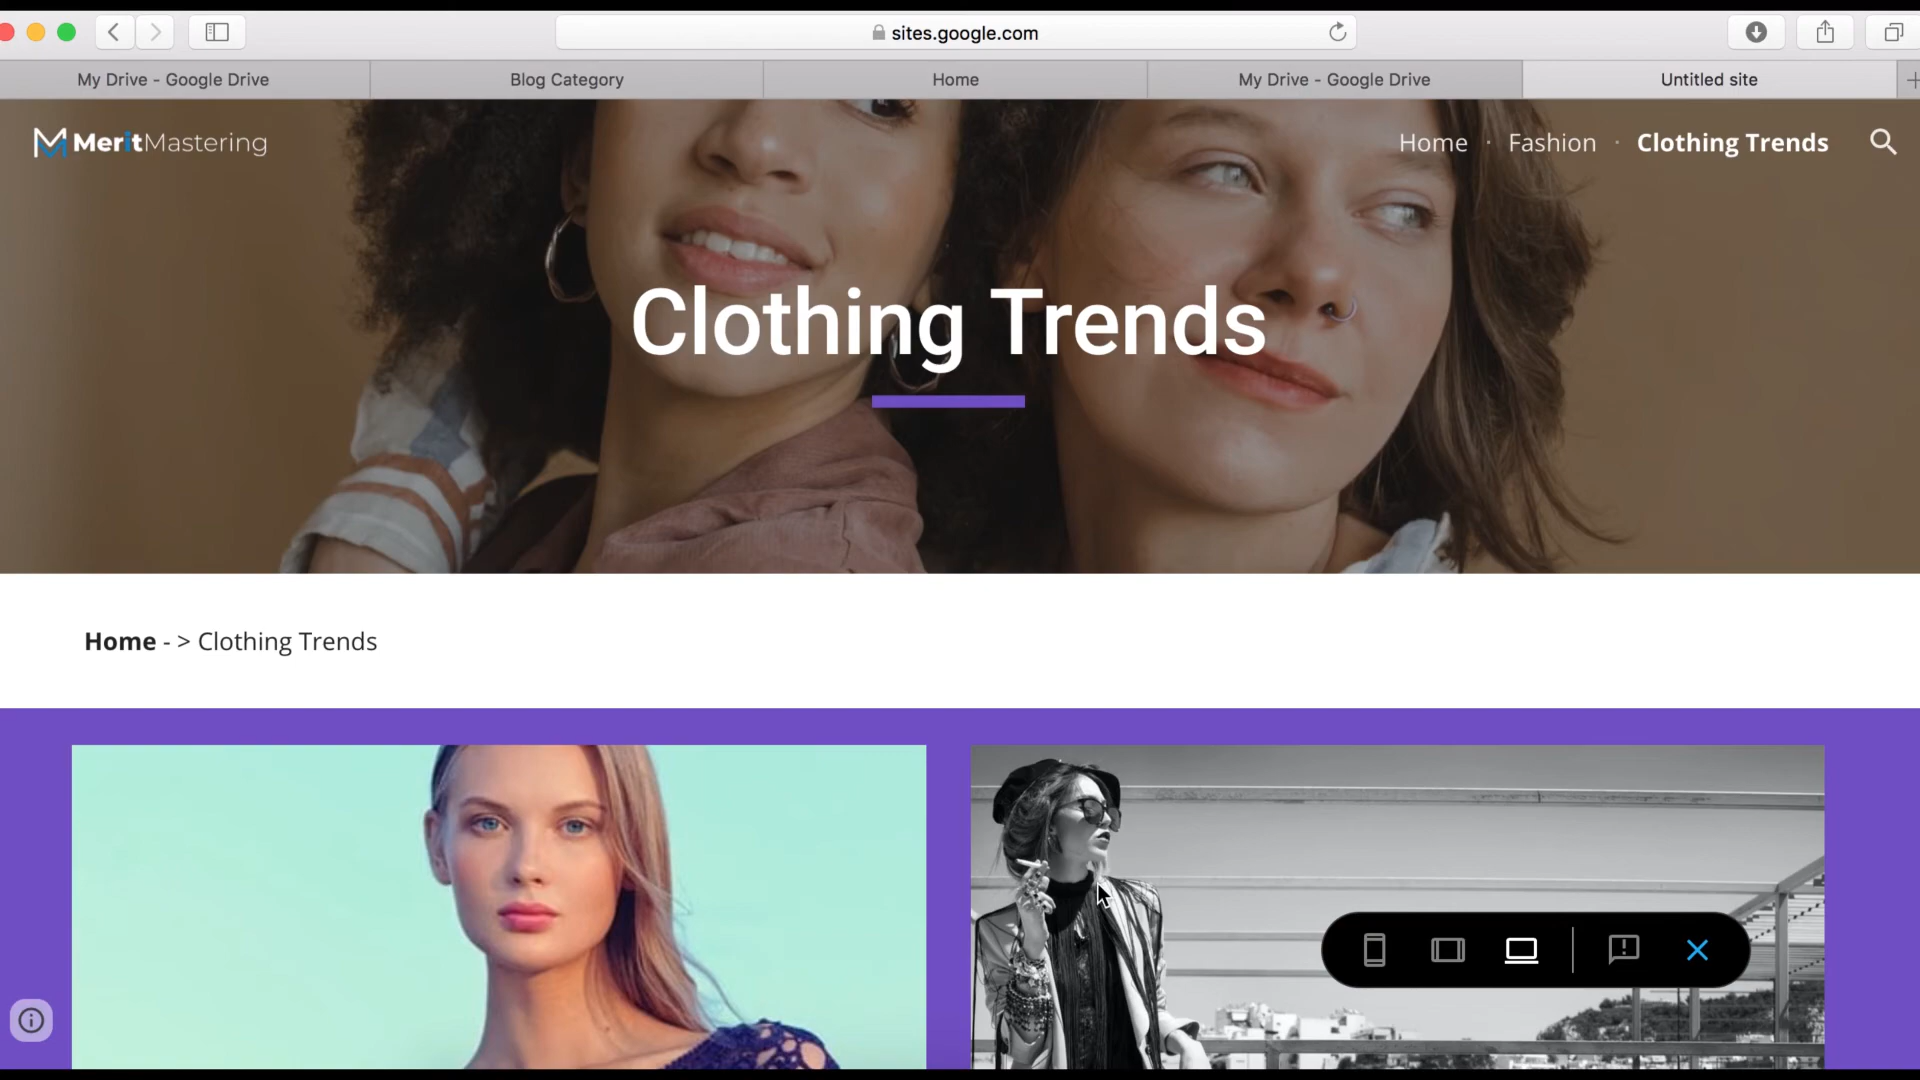 sites.google.com
My Drive - Google Drive
Blog Category
Home
My Drive - Google Drive
Untitled site
MeritMastering
Home · Fashion · Clothing Trends
Clothing Trends
Home - > Clothing Trends